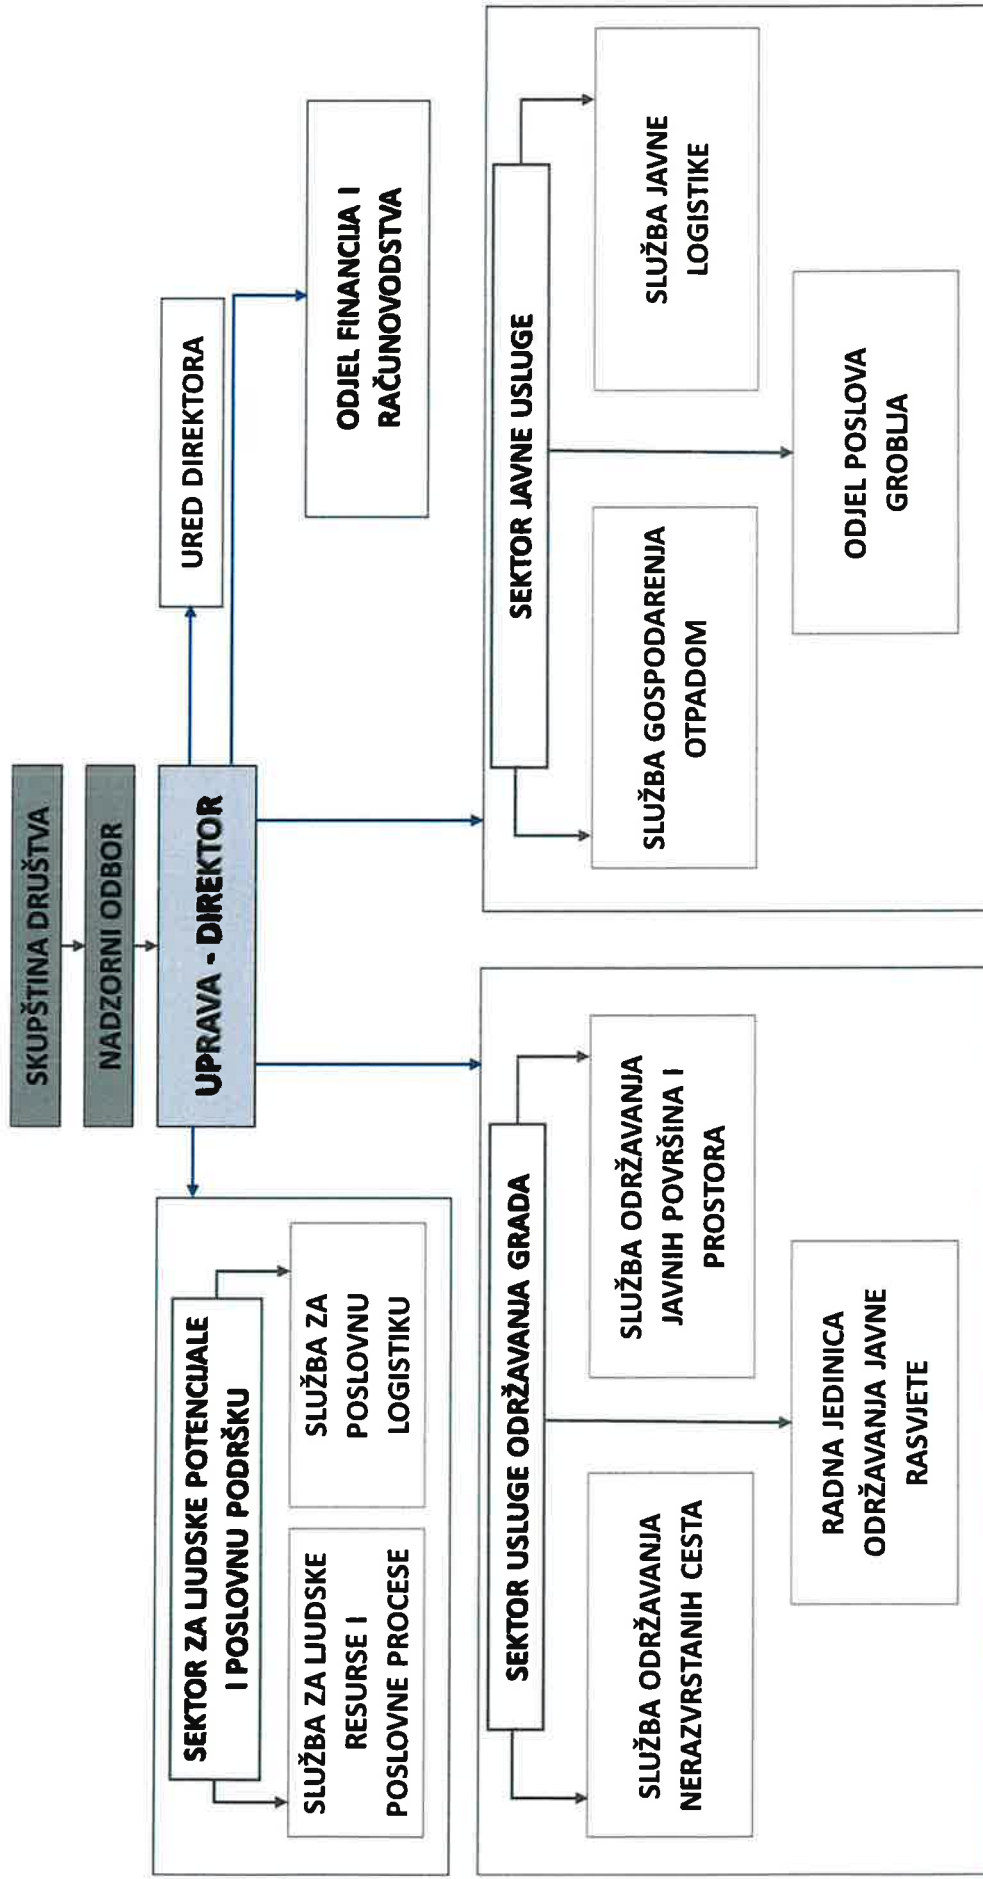 SKUPŠTINA DRUŠTVA
NADZORNI ODBOR
UPRAVA - DIREKTOR
URED DIREKTORA
ODJEL FINANCIJA I
RAČUNOVODSTVA
SEKTOR ZA LJUDSKE POTENCIJALE
I POSLOVNU PODRŠKU
SLUŽBA ZA LJUDSKE
RESURSE I
POSLOVNE PROCESE
SLUŽBA ZA
POSLOVNU
LOGISTIKU
SEKTOR USLUGE ODRŽAVANJA GRADA
SLUŽBA ODRŽAVANJA
NERAZVRSTANIH CESTA
SLUŽBA ODRŽAVANJA
JAVNIH POVRŠINA I
PROSTORA
RADNA JEDINICA
ODRŽAVANJA JAVNE
RASVJETE
SEKTOR JAVNE USLUGE
SLUŽBA GOSPODARENJA
OTPADOM
SLUŽBA JAVNE
LOGISTIKE
ODJEL POSLOVA
GROBLJA